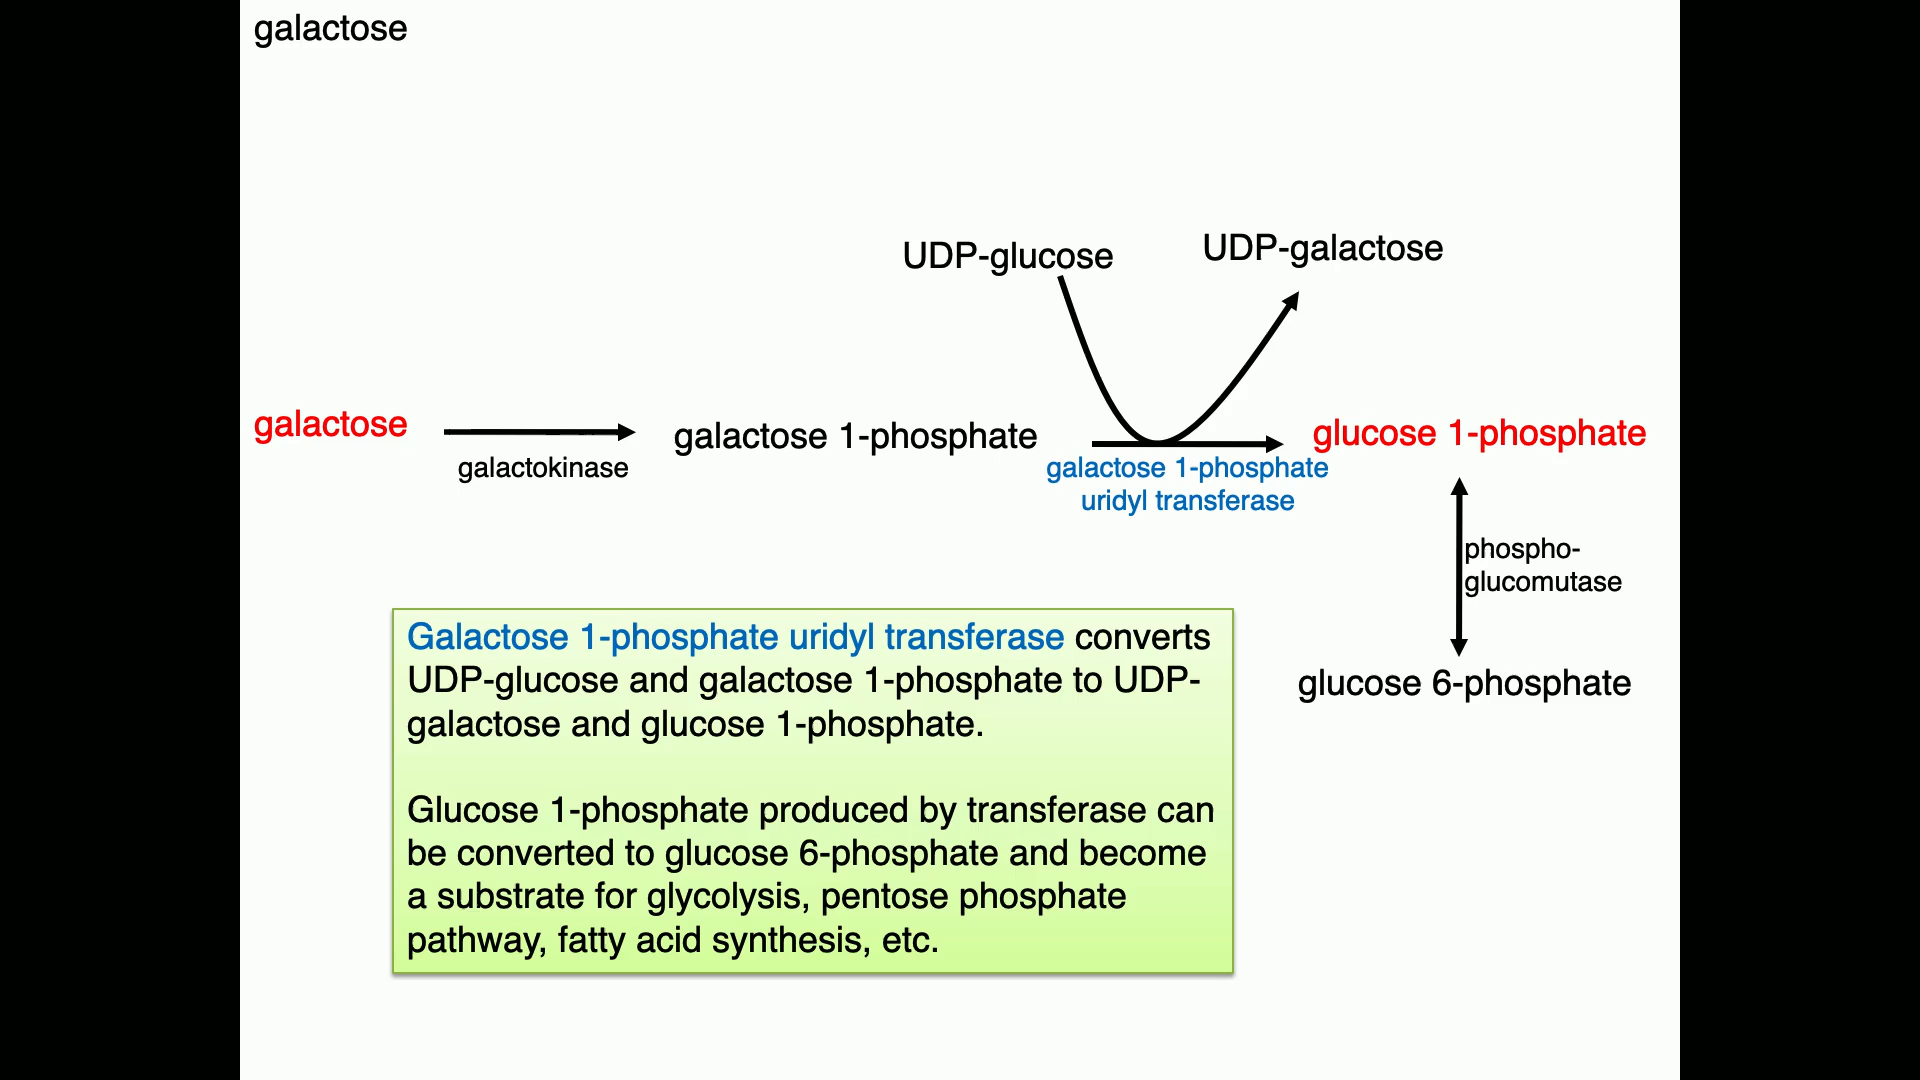 galactose
UDP-glucose
UDP-galactose
galactose
galactokinase
galactose 1-phosphate
galactose 1-phosphate
uridyl transferase
glucose 1-phosphate
phospho-
glucomutase
glucose 6-phosphate
Galactose 1-phosphate uridyl transferase converts
UDP-glucose and galactose 1-phosphate to UDP-
galactose and glucose 1-phosphate.
Glucose 1-phosphate produced by transferase can
be converted to glucose 6-phosphate and become
a substrate for glycolysis, pentose phosphate
pathway, fatty acid synthesis, etc.